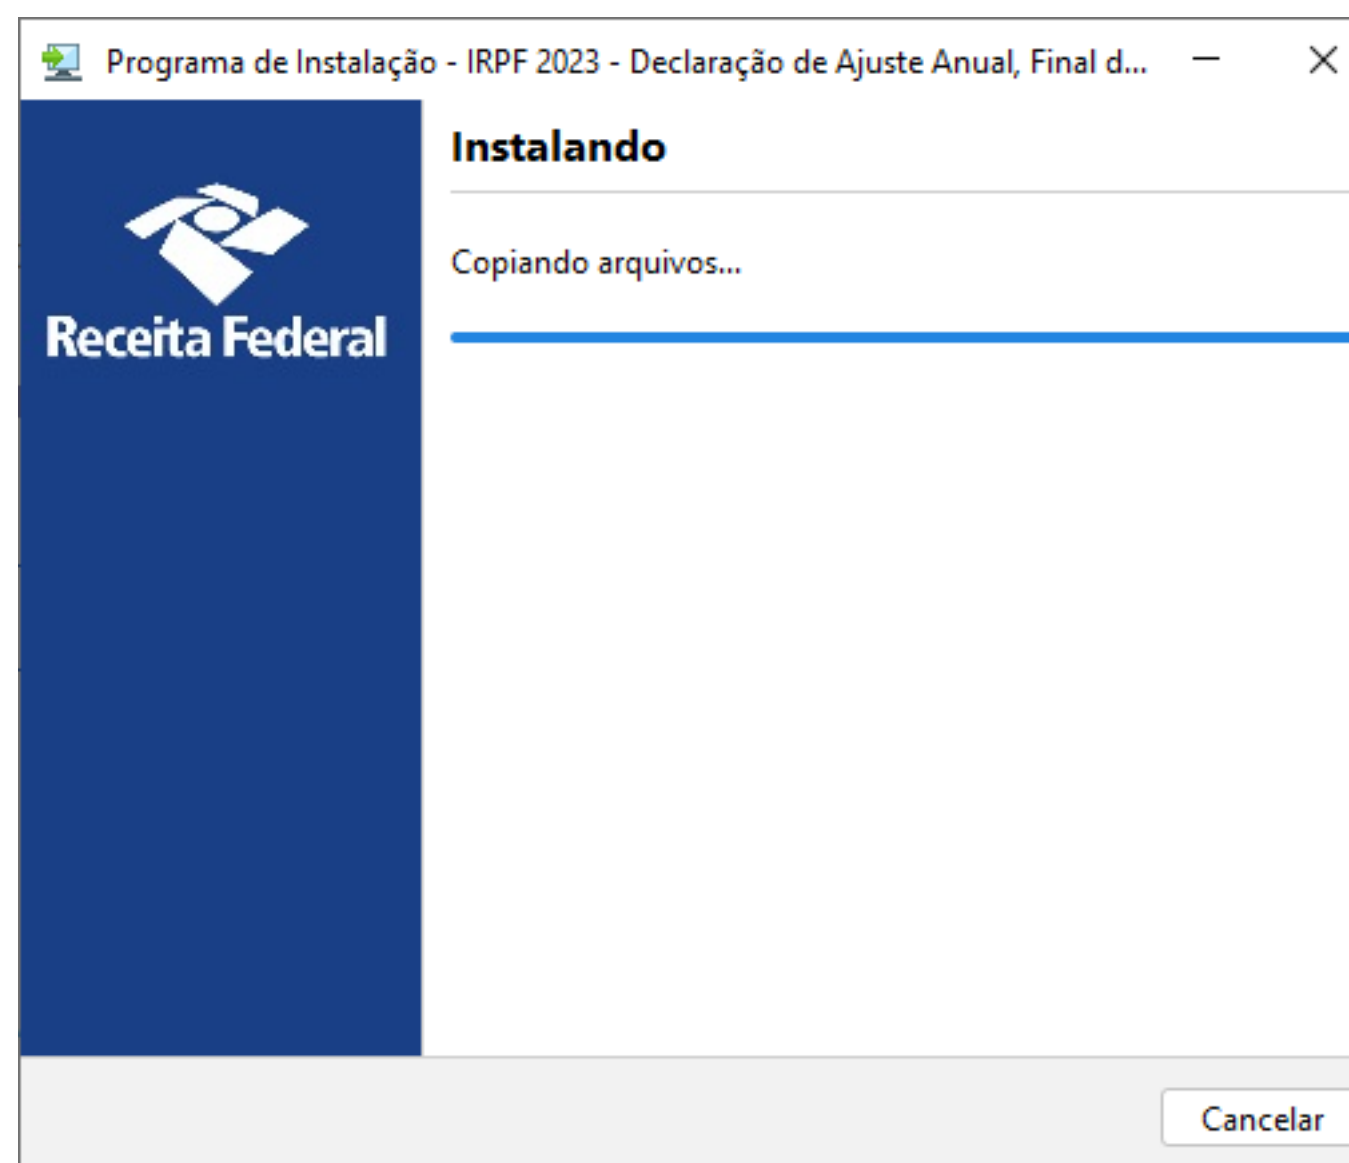 Programa de Instalação - IRPF 2023 - Declaração de Ajuste Anual, Final d...
Instalando
Receita Federal
Copiando arquivos...
Cancelar